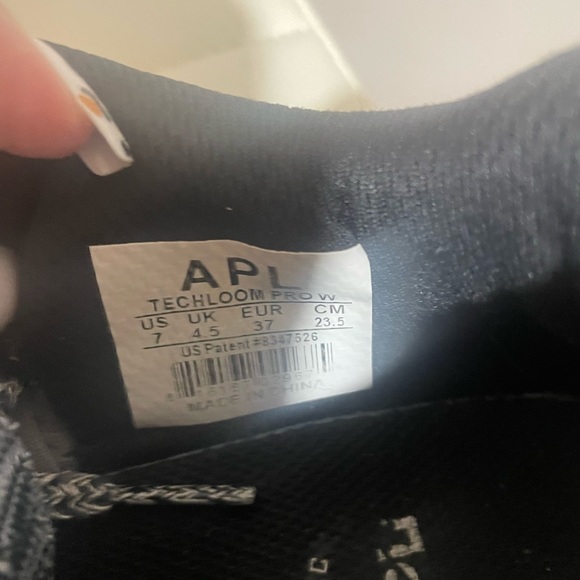 APL
TECHLOOM PRO W
US UK EUR CM
7 4.5 37 23.5
US Patent #8347526
MADE IN CHINA